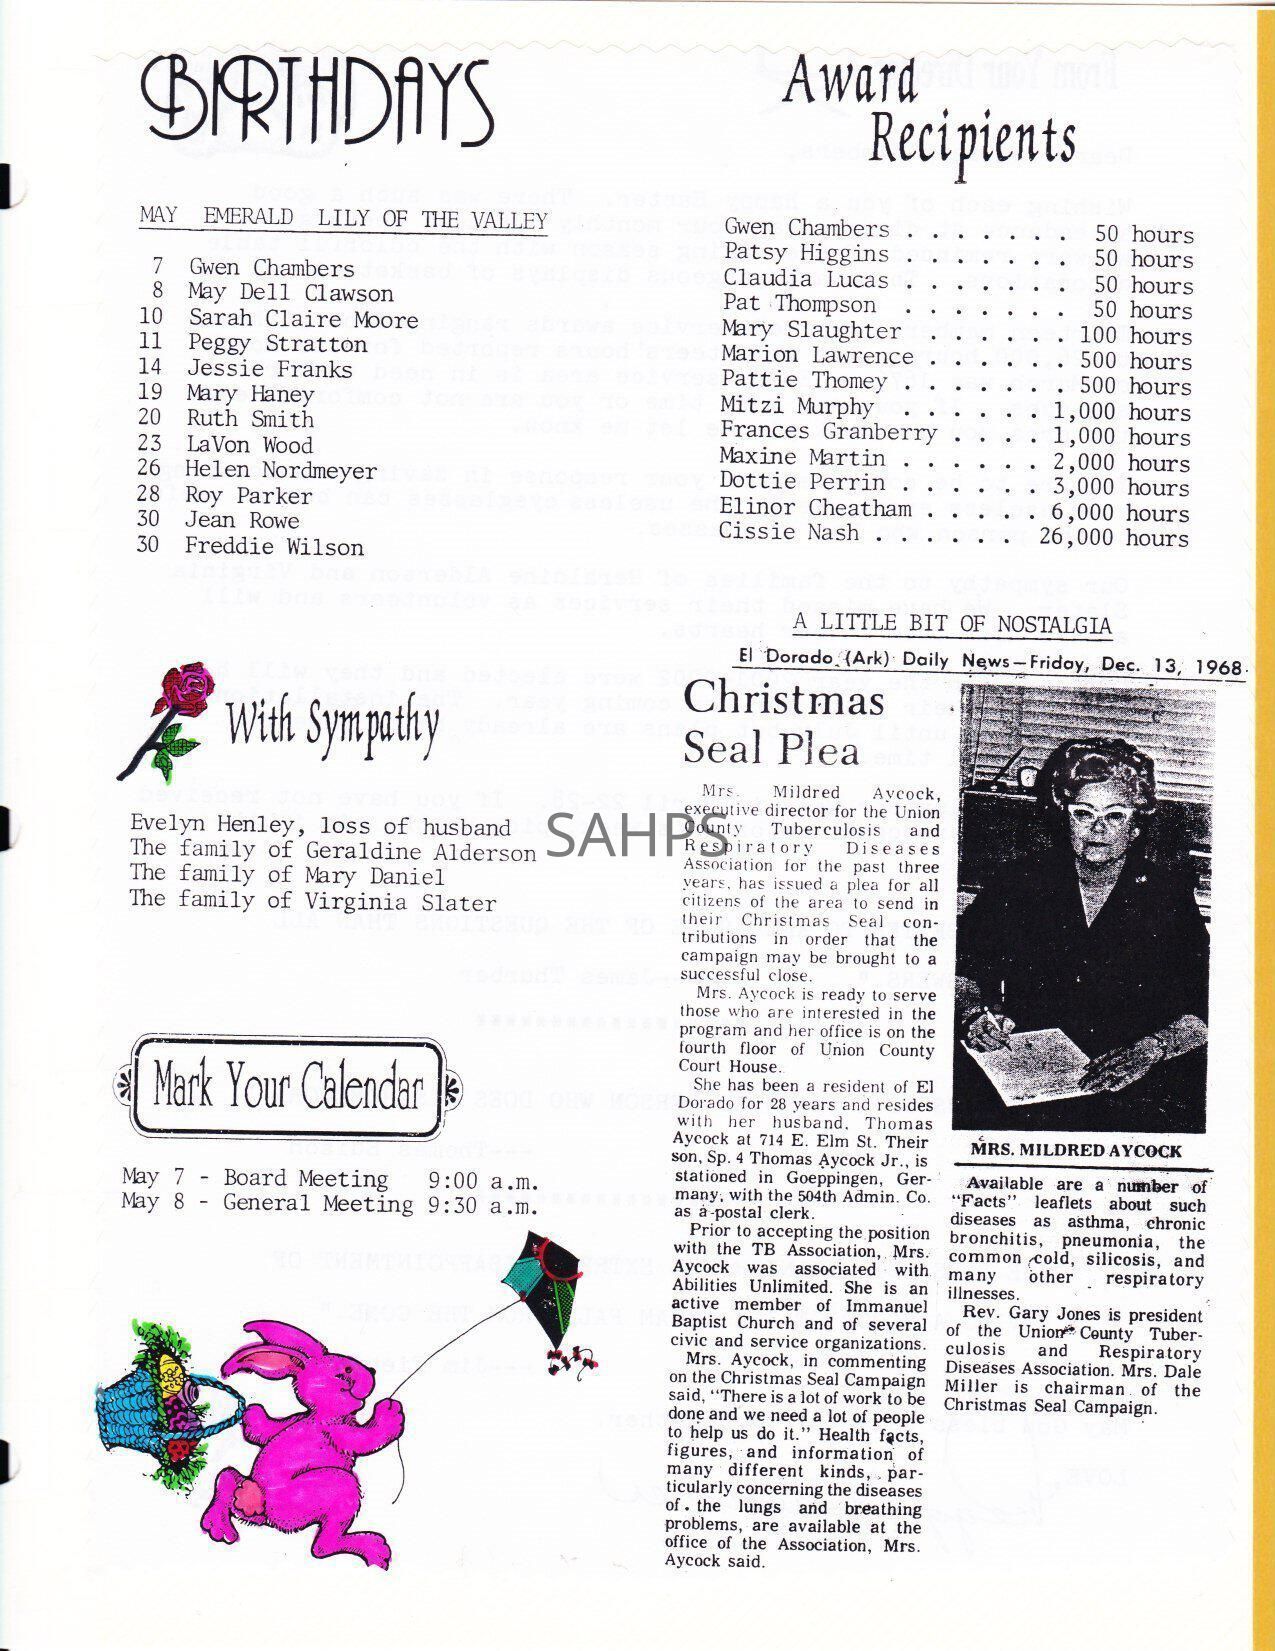 BIRTHDAYS
MAY EMERALD LILY OF THE VALLEY
7 Gwen Chambers
8 May Dell Clawson
10 Sarah Claire Moore
11 Peggy Stratton
14 Jessie Franks
19 Mary Haney
20 Ruth Smith
23 LaVon Wood
26 Helen Nordmeyer
28 Roy Parker
30 Jean Rowe
30 Freddie Wilson
Award
Recipients
Gwen Chambers . . . . . . . 50 hours
Patsy Higgins . . . . . . . 50 hours
Claudia Lucas . . . . . . . 50 hours
Pat Thompson . . . . . . . 50 hours
Mary Slaughter . . . . . . 100 hours
Marion Lawrence . . . . . . 500 hours
Pattie Thomey . . . . . . . 500 hours
Mitzi Murphy . . . . . . 1,000 hours
Frances Granberry . . . . 1,000 hours
Maxine Martin . . . . . . 2,000 hours
Dottie Perrin . . . . . . 3,000 hours
Elinor Cheatham . . . . . 6,000 hours
Cissie Nash . . . . . . 26,000 hours
With Sympathy
Evelyn Henley, loss of husband
The family of Geraldine Alderson
The family of Mary Daniel
The family of Virginia Slater
SAHPS
Mark Your Calendar
May 7 - Board Meeting 9:00 a.m.
May 8 - General Meeting 9:30 a.m.
A LITTLE BIT OF NOSTALGIA
El Dorado (Ark) Daily News—Friday, Dec. 13, 1968
Christmas
Seal Plea
Mrs. Mildred Aycock,
executive director for the Union
County Tuberculosis and
Respiratory Diseases
Association for the past three
years, has issued a plea for all
citizens of the area to send in
their Christmas Seal con-
tributions in order that the
campaign may be brought to a
successful close.
Mrs. Aycock is ready to serve
those who are interested in the
program and her office is on the
fourth floor of Union County
Court House.
She has been a resident of El
Dorado for 28 years and resides
with her husband, Thomas
Aycock at 714 E. Elm St. Their
son, Sp. 4 Thomas Aycock Jr., is
stationed in Goeppingen, Ger-
many, with the 504th Admin. Co.
as a postal clerk.
Prior to accepting the position
with the TB Association, Mrs.
Aycock was associated with
Abilities Unlimited. She is an
active member of Immanuel
Baptist Church and of several
civic and service organizations.
Mrs. Aycock, in commenting
on the Christmas Seal Campaign
said, "There is a lot of work to be
done and we need a lot of people
to help us do it." Health facts,
figures, and information of
many different kinds, par-
ticularly concerning the diseases
of the lungs and breathing
problems, are available at the
office of the Association, Mrs.
Aycock said.
MRS. MILDRED AYCOCK
Available are a number of
"Facts" leaflets about such
diseases as asthma, chronic
bronchitis, pneumonia, the
common cold, silicosis, and
many other respiratory
illnesses.
Rev. Gary Jones is president
of the Union County Tuber-
culosis and Respiratory
Diseases Association. Mrs. Dale
Miller is chairman of the
Christmas Seal Campaign.